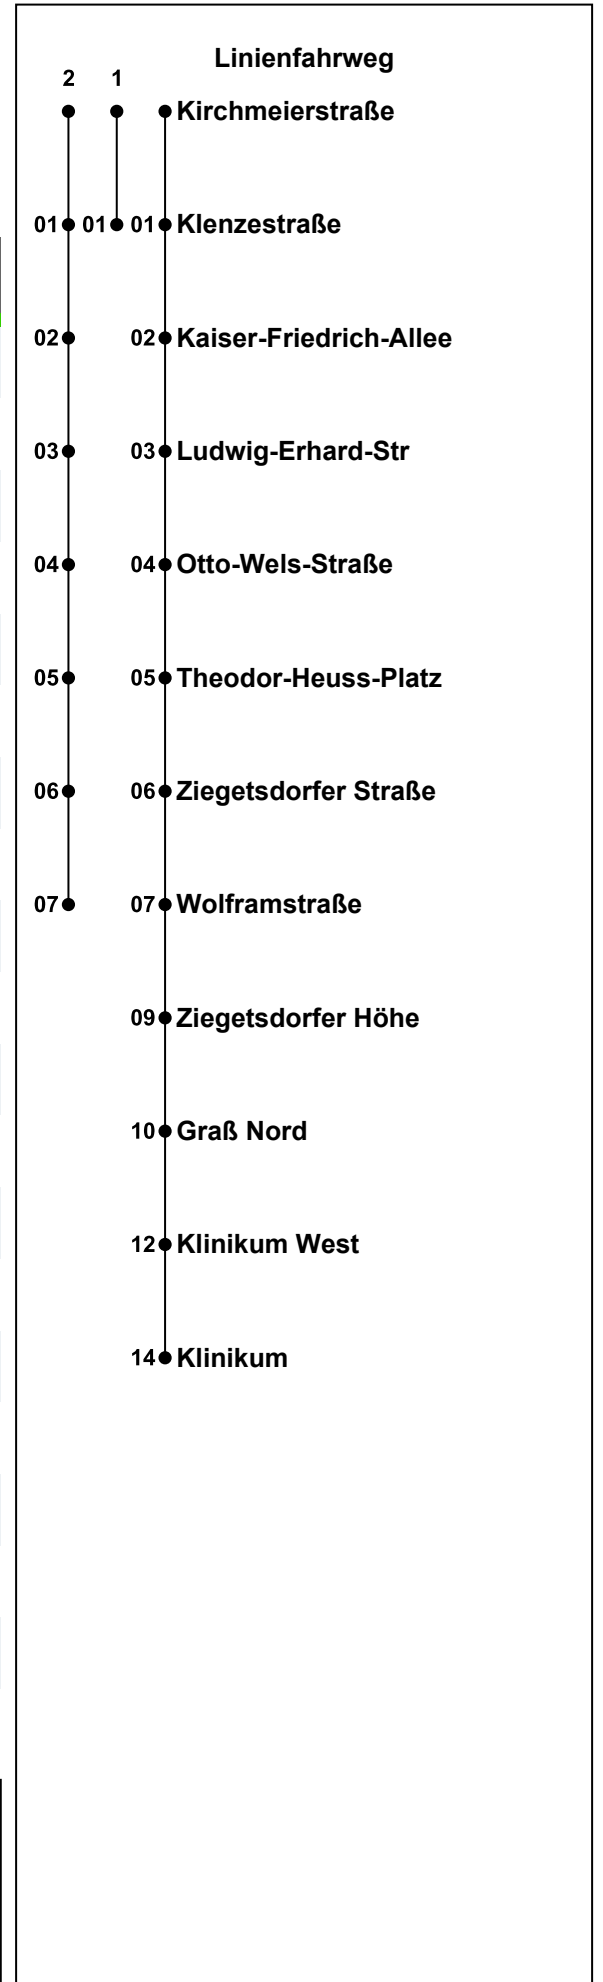 Linienfahrweg
2 1
Kirchmeierstraße
01 01 01 Klenzestraße
02 02 Kaiser-Friedrich-Allee
03 03 Ludwig-Erhard-Str
04 04 Otto-Wels-Straße
05 05 Theodor-Heuss-Platz
06 06 Ziegetsdorfer Straße
07 07 Wolframstraße
09 Ziegetsdorfer Höhe
10 Graß Nord
12 Klinikum West
14 Klinikum